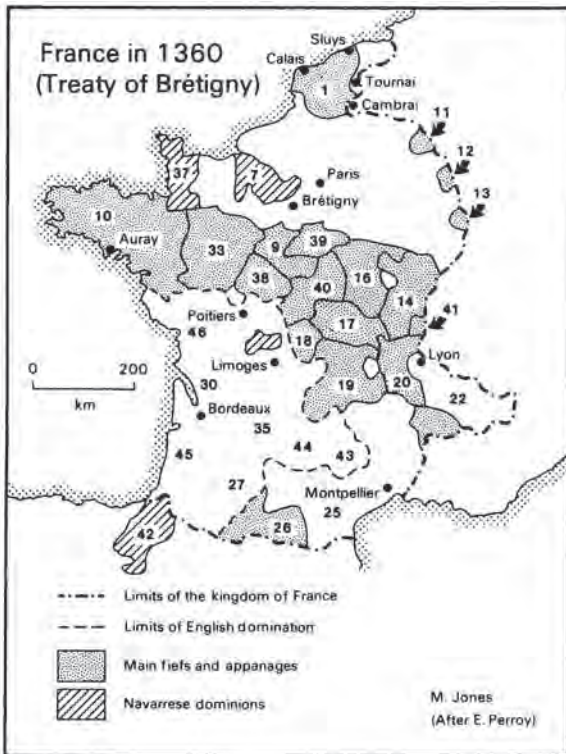 France in 1360
(Treaty of Brétigny)
Sluys
Calais
Tournai
1
Cambrai
11
12
37
7
Paris
13
Brétigny
10
39
9
Auray
33
16
38
40
14
41
Poitiers
17
46
18
Lyon
Limoges
0
200
19
20
22
30
km
Bordeaux
35
44
43
45
27
Montpellier
25
26
42
Limits of the kingdom of France
Limits of English domination
Main fiefs and appanages
M. Jones
Navarrese dominions
(After E. Perroy)